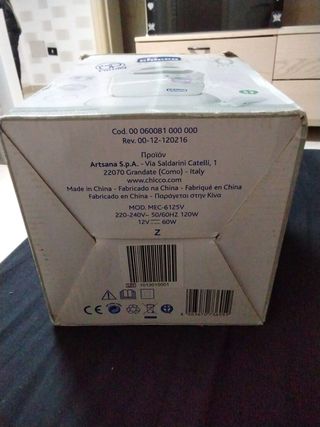 chicco
Cod. 00 060081 000 000
Rev. 00-12-120216
Προϊόν
Artsana S.p.A. - Via Saldarini Catelli, 1
22070 Grandate (Como) - Italy
www.chicco.com
Made in China - Fabricado na China - Fabriqué en China
Fabricado en China - Παράγεται στην Κίνα
MOD. MEC-6125V
220-240V~ 50/60HZ 120W
12V 60W
Z